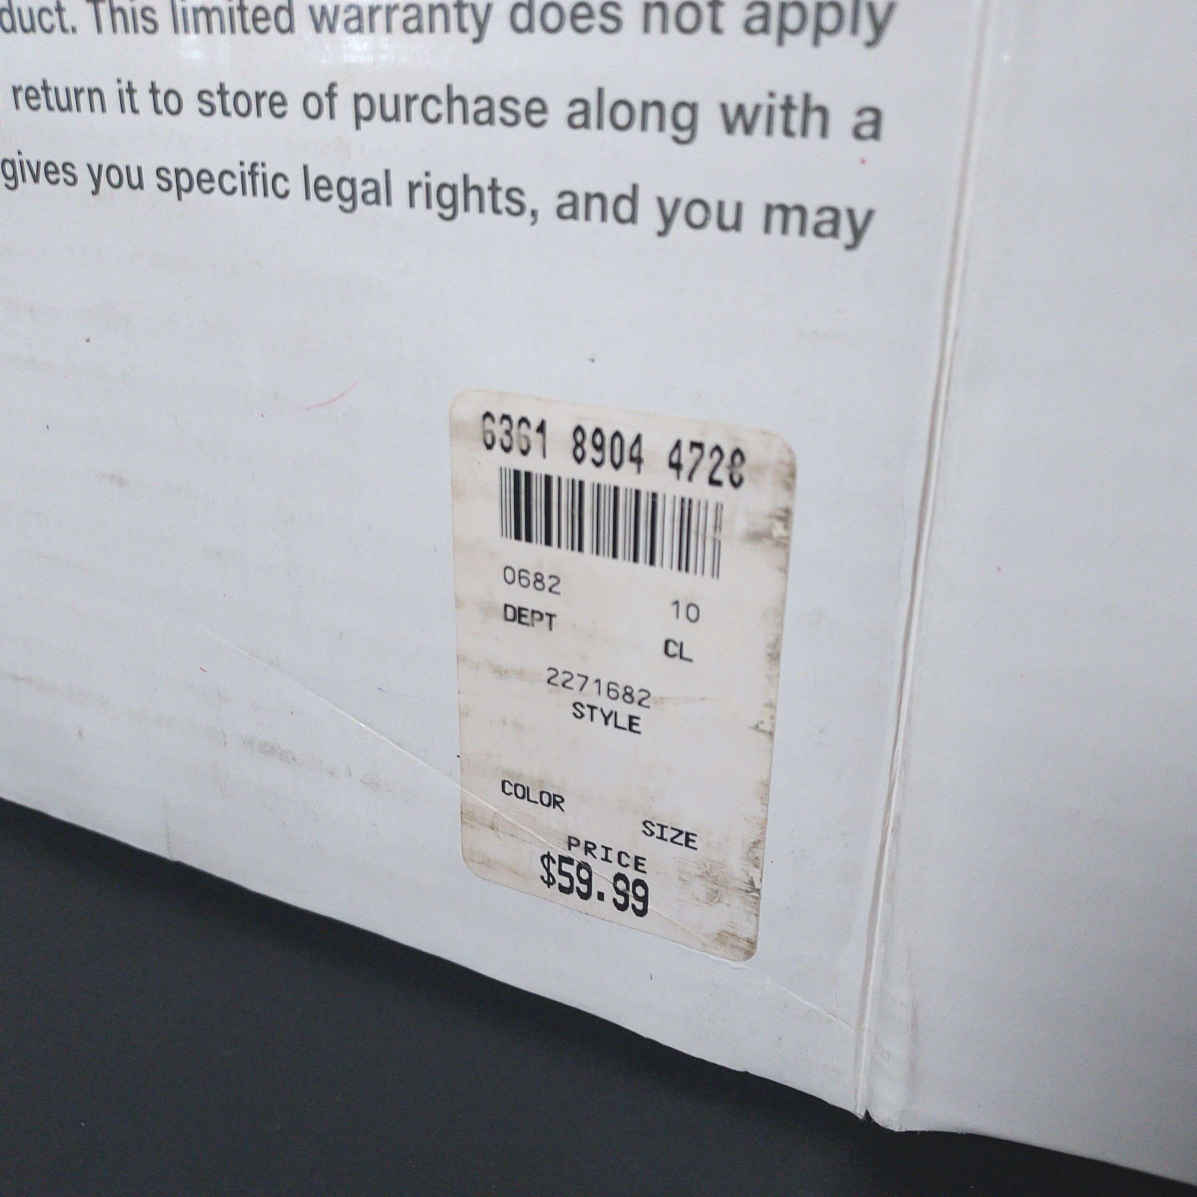 duct. This limited warranty does not apply
return it to store of purchase along with a
gives you specific legal rights, and you may
6361 8904 4728
0682
10
DEPT
CL
2271682
STYLE
COLOR
SIZE
PRICE
$59.99